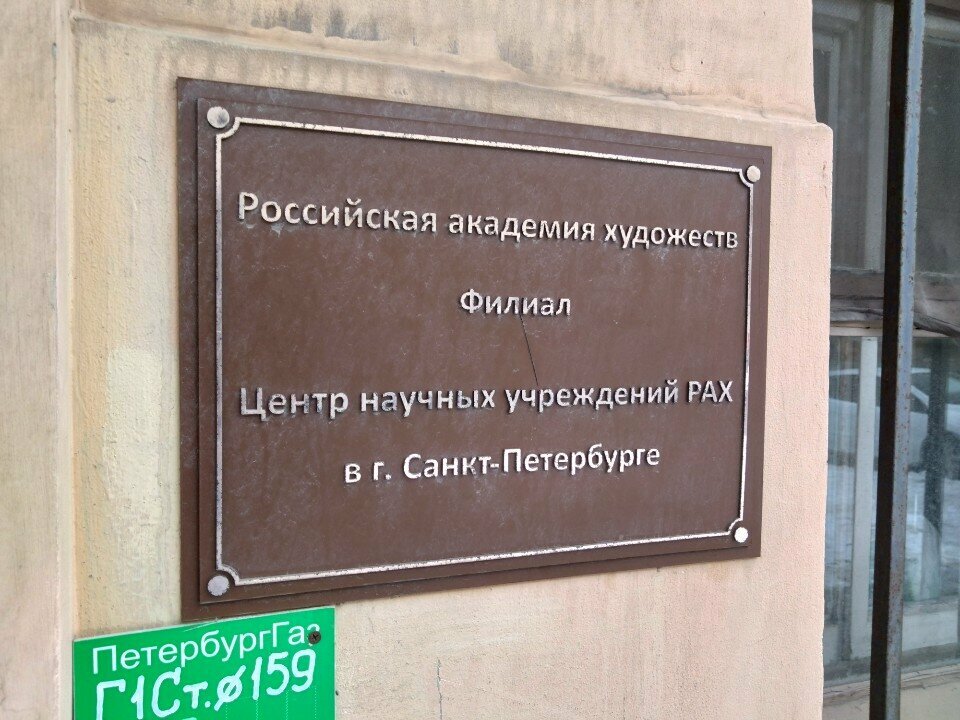 Российская академия художеств
Филиал
Центр научных учреждений РАХ
в г. Санкт-Петербурге
ПетербургГаз
Г1Ст.ø159